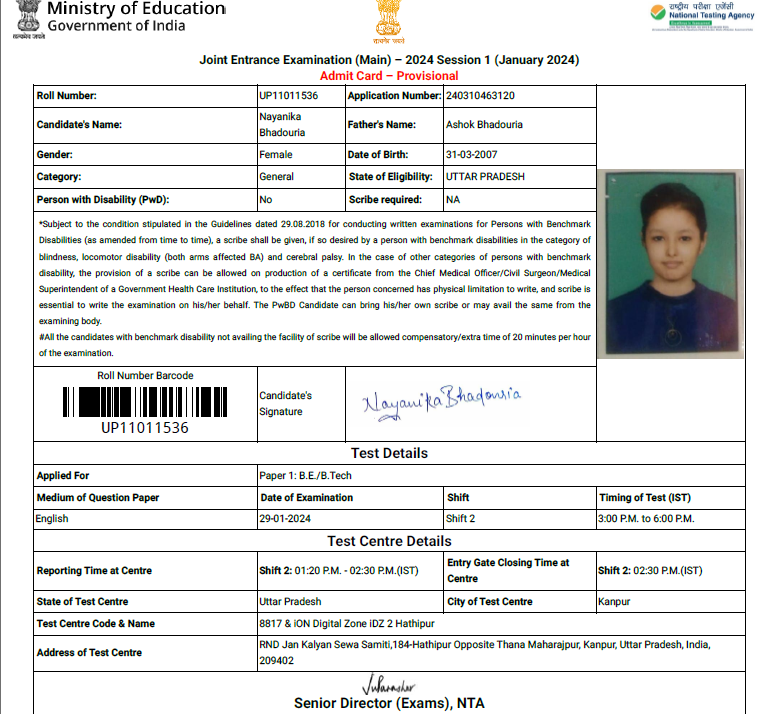 Ministry of Education
Government of India
सत्यमेव जयते
सत्यमेव जयते
राष्ट्रीय परीक्षा एजेंसी
National Testing Agency
Joint Entrance Examination (Main) – 2024 Session 1 (January 2024)
Admit Card – Provisional
Roll Number: UP11011536 Application Number: 240310463120
Candidate's Name: Nayanika Bhadouria Father's Name: Ashok Bhadouria
Gender: Female Date of Birth: 31-03-2007
Category: General State of Eligibility: UTTAR PRADESH
Person with Disability (PwD): No Scribe required: NA
*Subject to the condition stipulated in the Guidelines dated 29.08.2018 for conducting written examinations for Persons with Benchmark
Disabilities (as amended from time to time), a scribe shall be given, if so desired by a person with benchmark disabilities in the category of
blindness, locomotor disability (both arms affected BA) and cerebral palsy. In the case of other categories of persons with benchmark
disability, the provision of a scribe can be allowed on production of a certificate from the Chief Medical Officer/Civil Surgeon/Medical
Superintendent of a Government Health Care Institution, to the effect that the person concerned has physical limitation to write, and scribe is
essential to write the examination on his/her behalf. The PwBD Candidate can bring his/her own scribe or may avail the same from the
examining body.
#All the candidates with benchmark disability not availing the facility of scribe will be allowed compensatory/extra time of 20 minutes per hour
of the examination.
Roll Number Barcode
UP11011536
Candidate's
Signature
Nayanika Bhadouria
Test Details
Applied For Paper 1: B.E./B.Tech
Medium of Question Paper Date of Examination Shift Timing of Test (IST)
English 29-01-2024 Shift 2 3:00 P.M. to 6:00 P.M.
Test Centre Details
Reporting Time at Centre Shift 2: 01:20 P.M. - 02:30 P.M.(IST) Entry Gate Closing Time at Centre Shift 2: 02:30 P.M.(IST)
State of Test Centre Uttar Pradesh City of Test Centre Kanpur
Test Centre Code & Name 8817 & iON Digital Zone iDZ 2 Hathipur
Address of Test Centre RND Jan Kalyan Sewa Samiti,184-Hathipur Opposite Thana Maharajpur, Kanpur, Uttar Pradesh, India,
209402
Senior Director (Exams), NTA